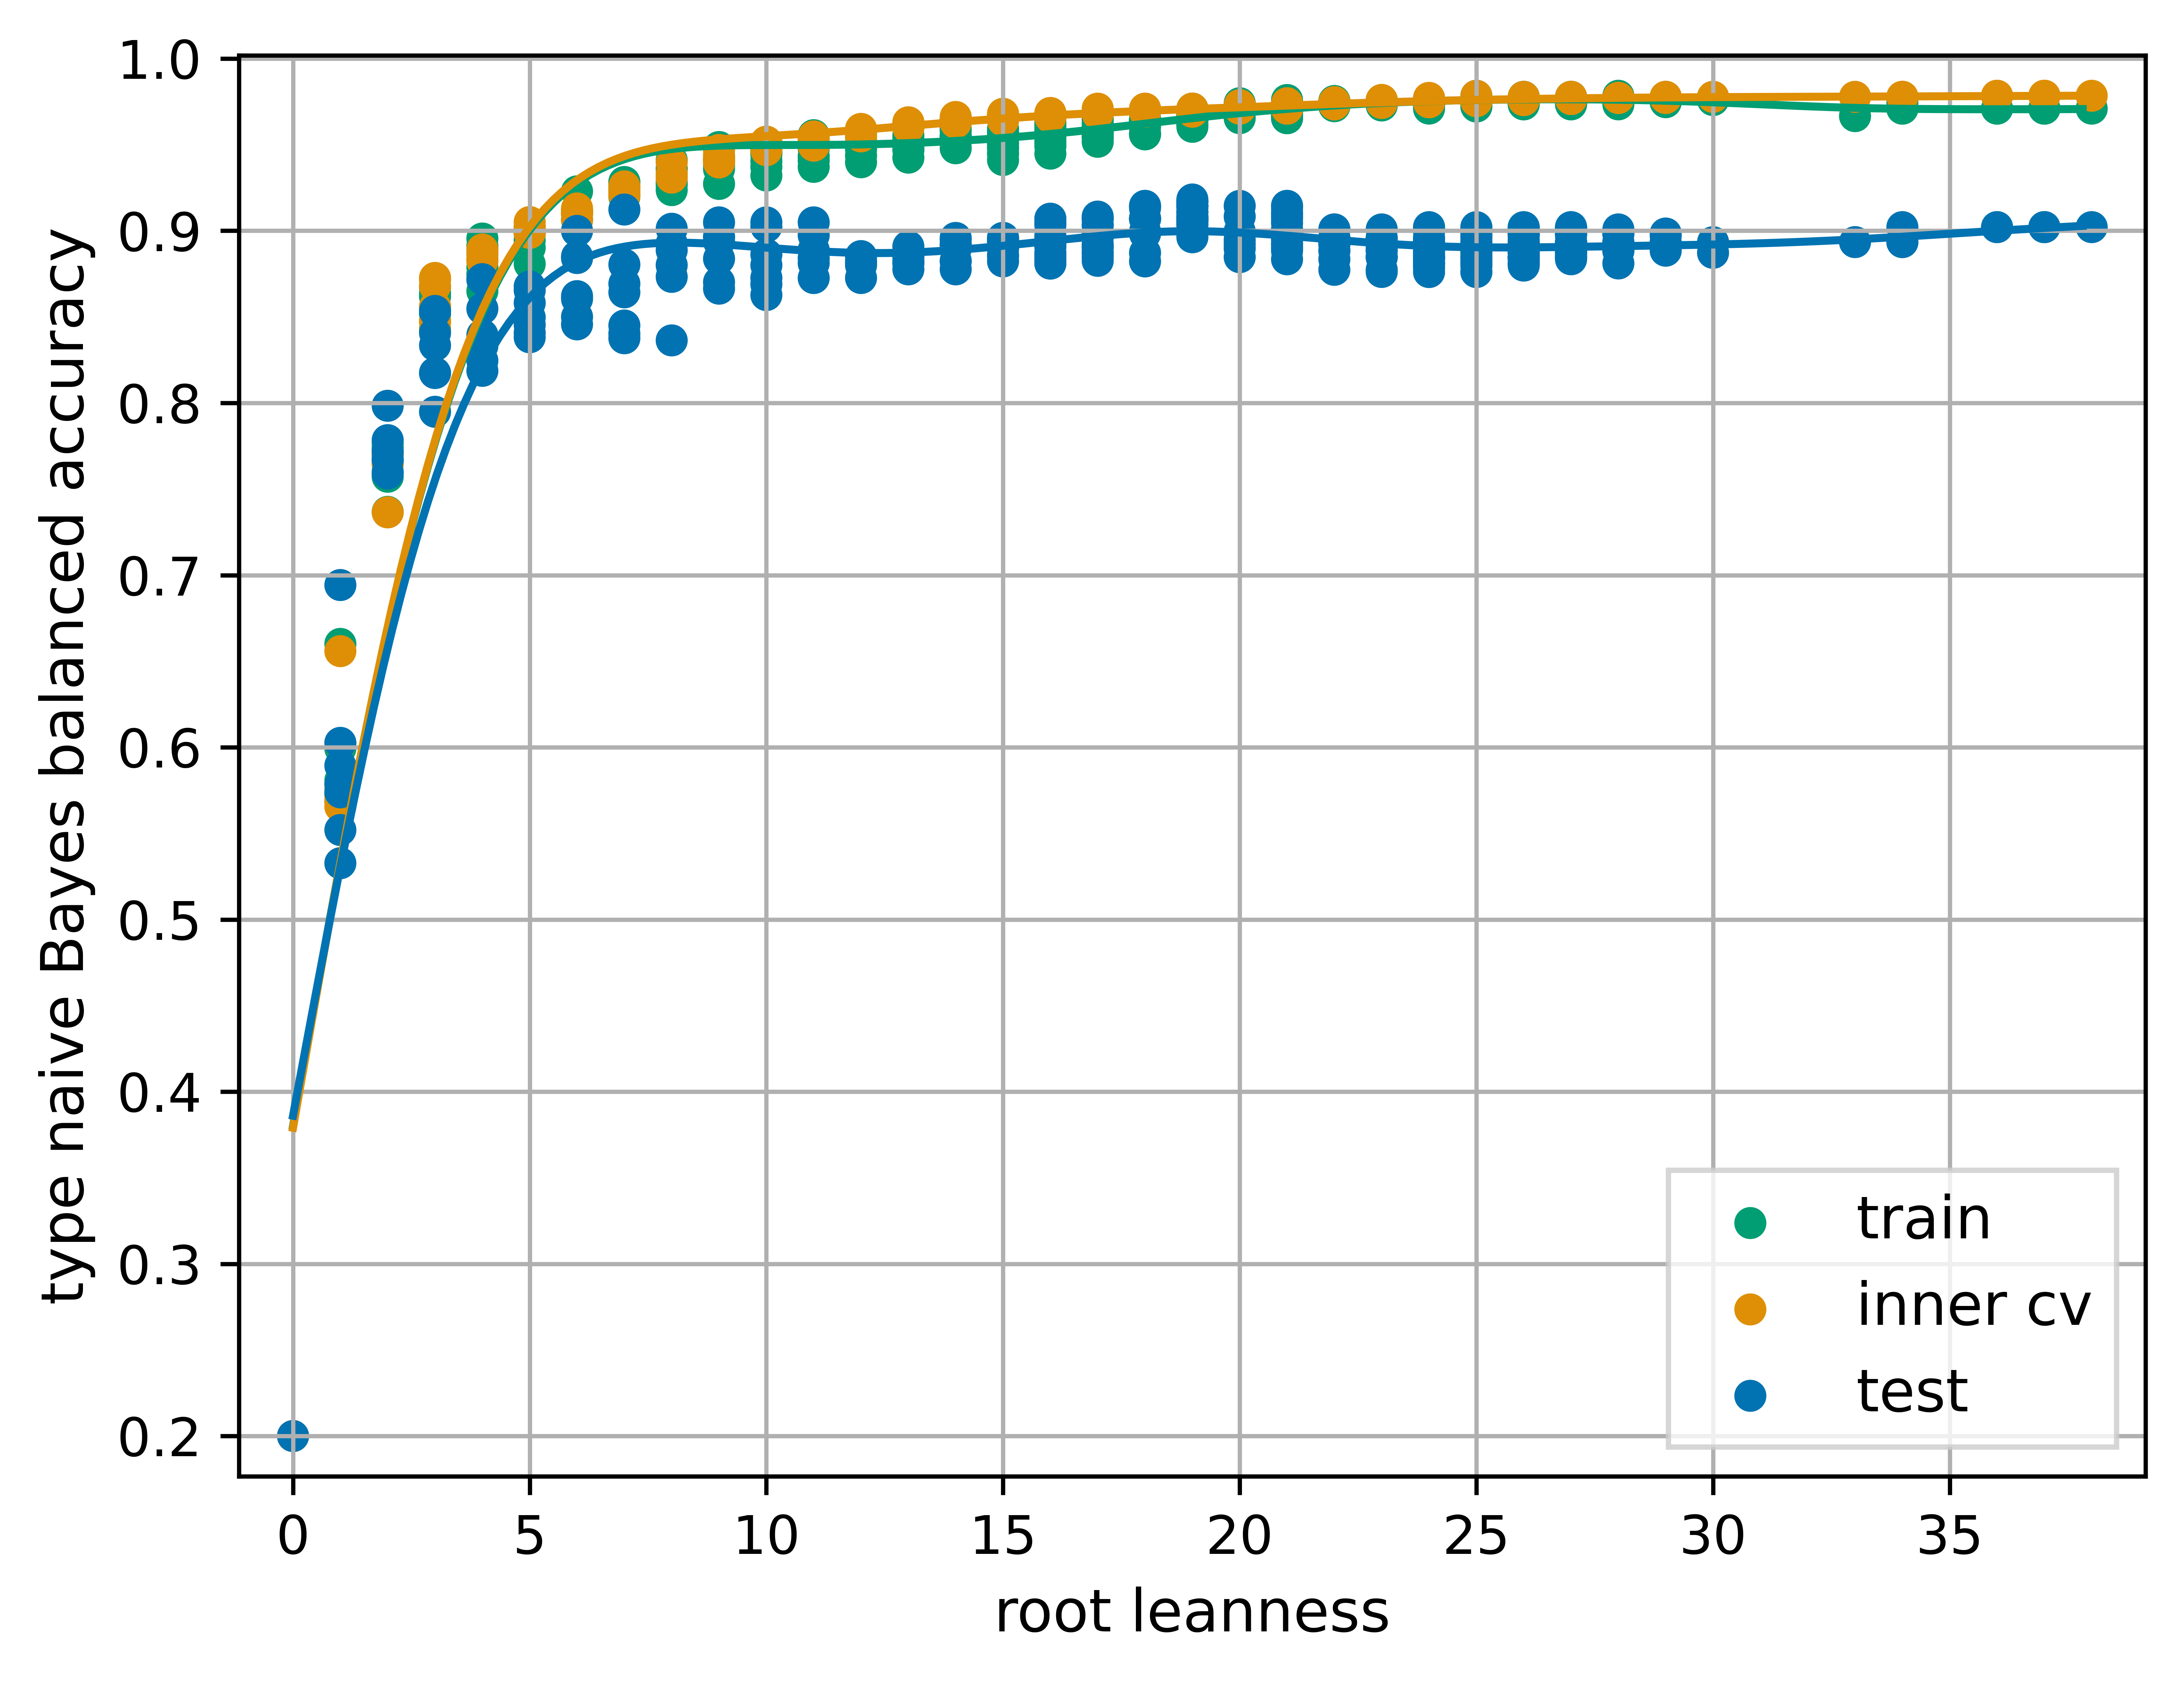 type naive Bayes balanced accuracy
1.0
0.9
0.8
0.7
0.6
0.5
0.4
0.3
0.2
train
inner cv
test
0 5 10 15 20 25 30 35
root leanness